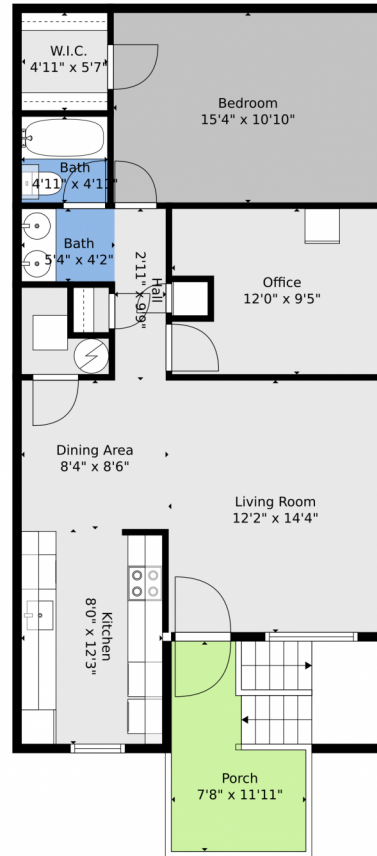 W.I.C.
4'11" x 5'7"
Bedroom
15'4" x 10'10"
Bath
4'11" x 4'11"
Bath
5'4" x 4'2"
Hall
2'11" x 9'9"
Office
12'0" x 9'5"
Dining Area
8'4" x 8'6"
Living Room
12'2" x 14'4"
Kitchen
8'0" x 12'3"
Porch
7'8" x 11'11"